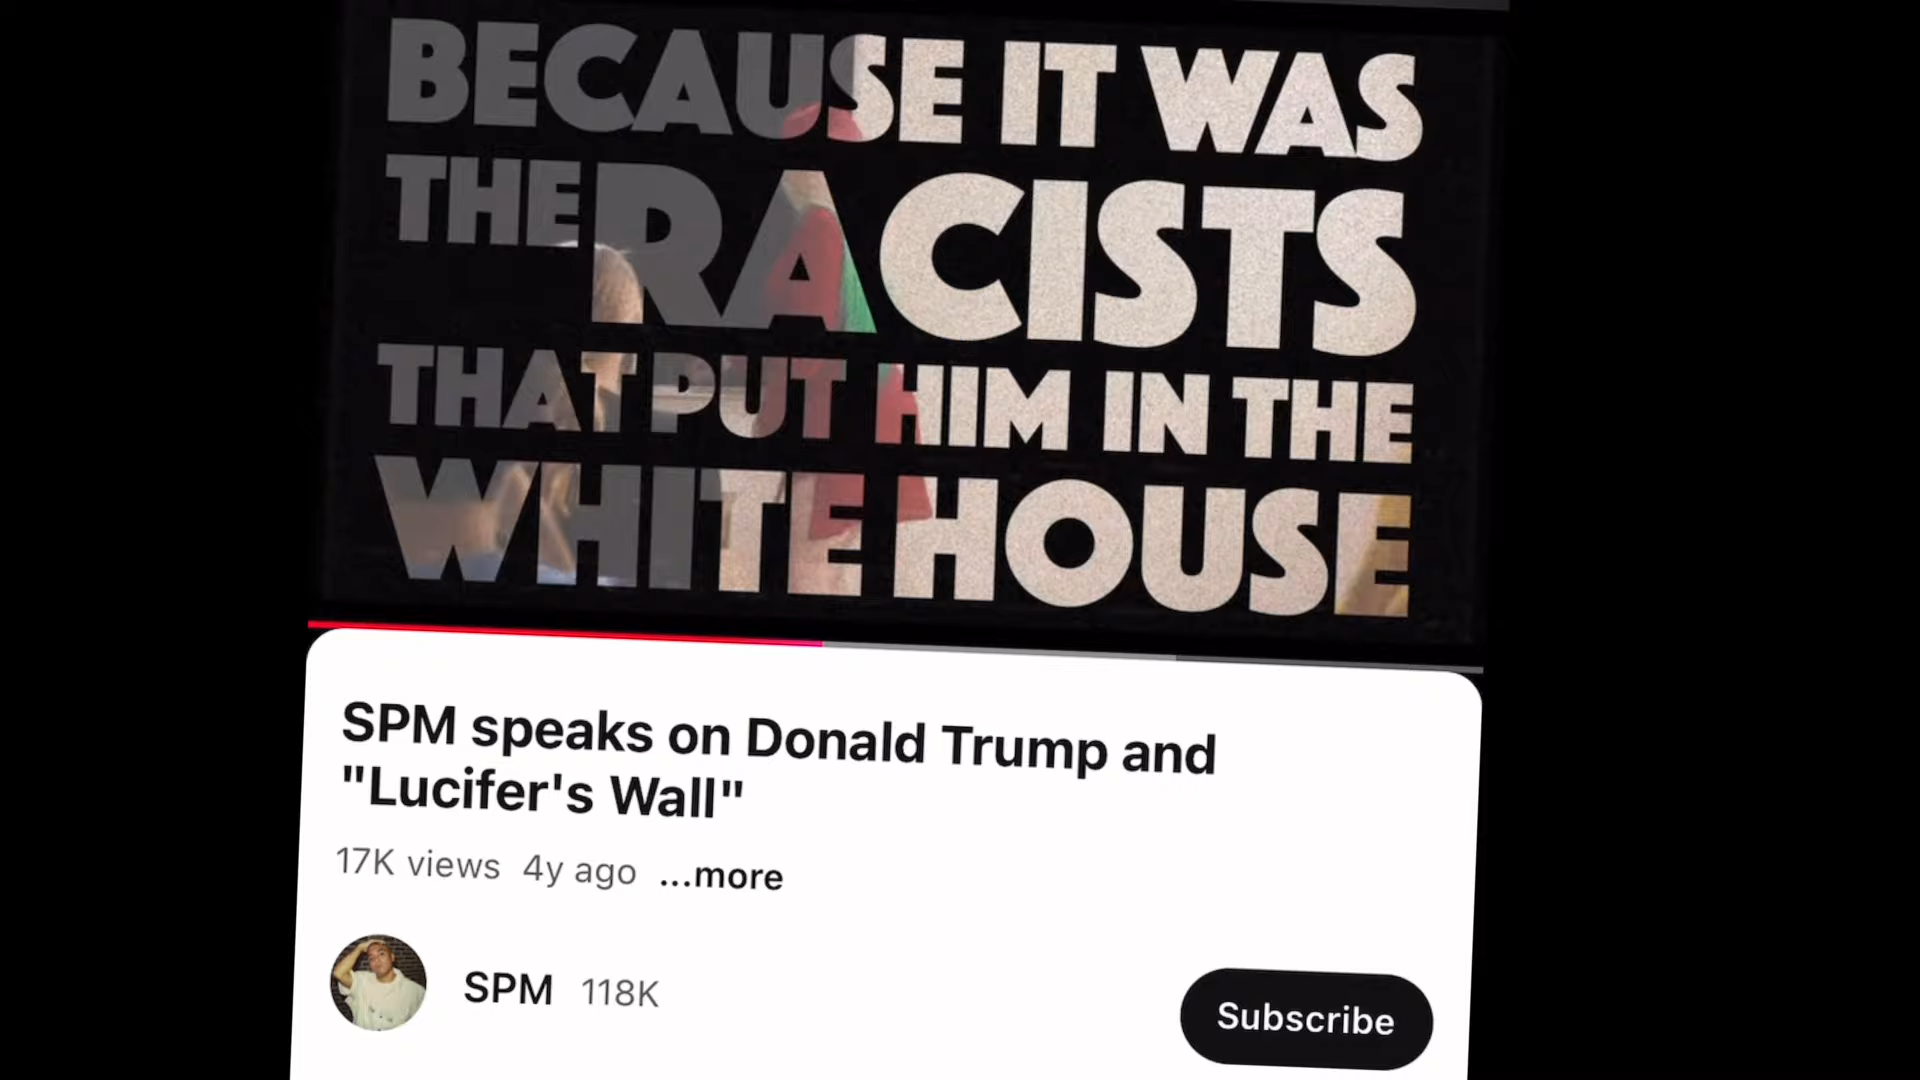 BECAUSE IT WAS
THE RACISTS
THAT PUT HIM IN THE
WHITE HOUSE
SPM speaks on Donald Trump and
"Lucifer's Wall"
17K views 4y ago ...more
SPM 118K
Subscribe